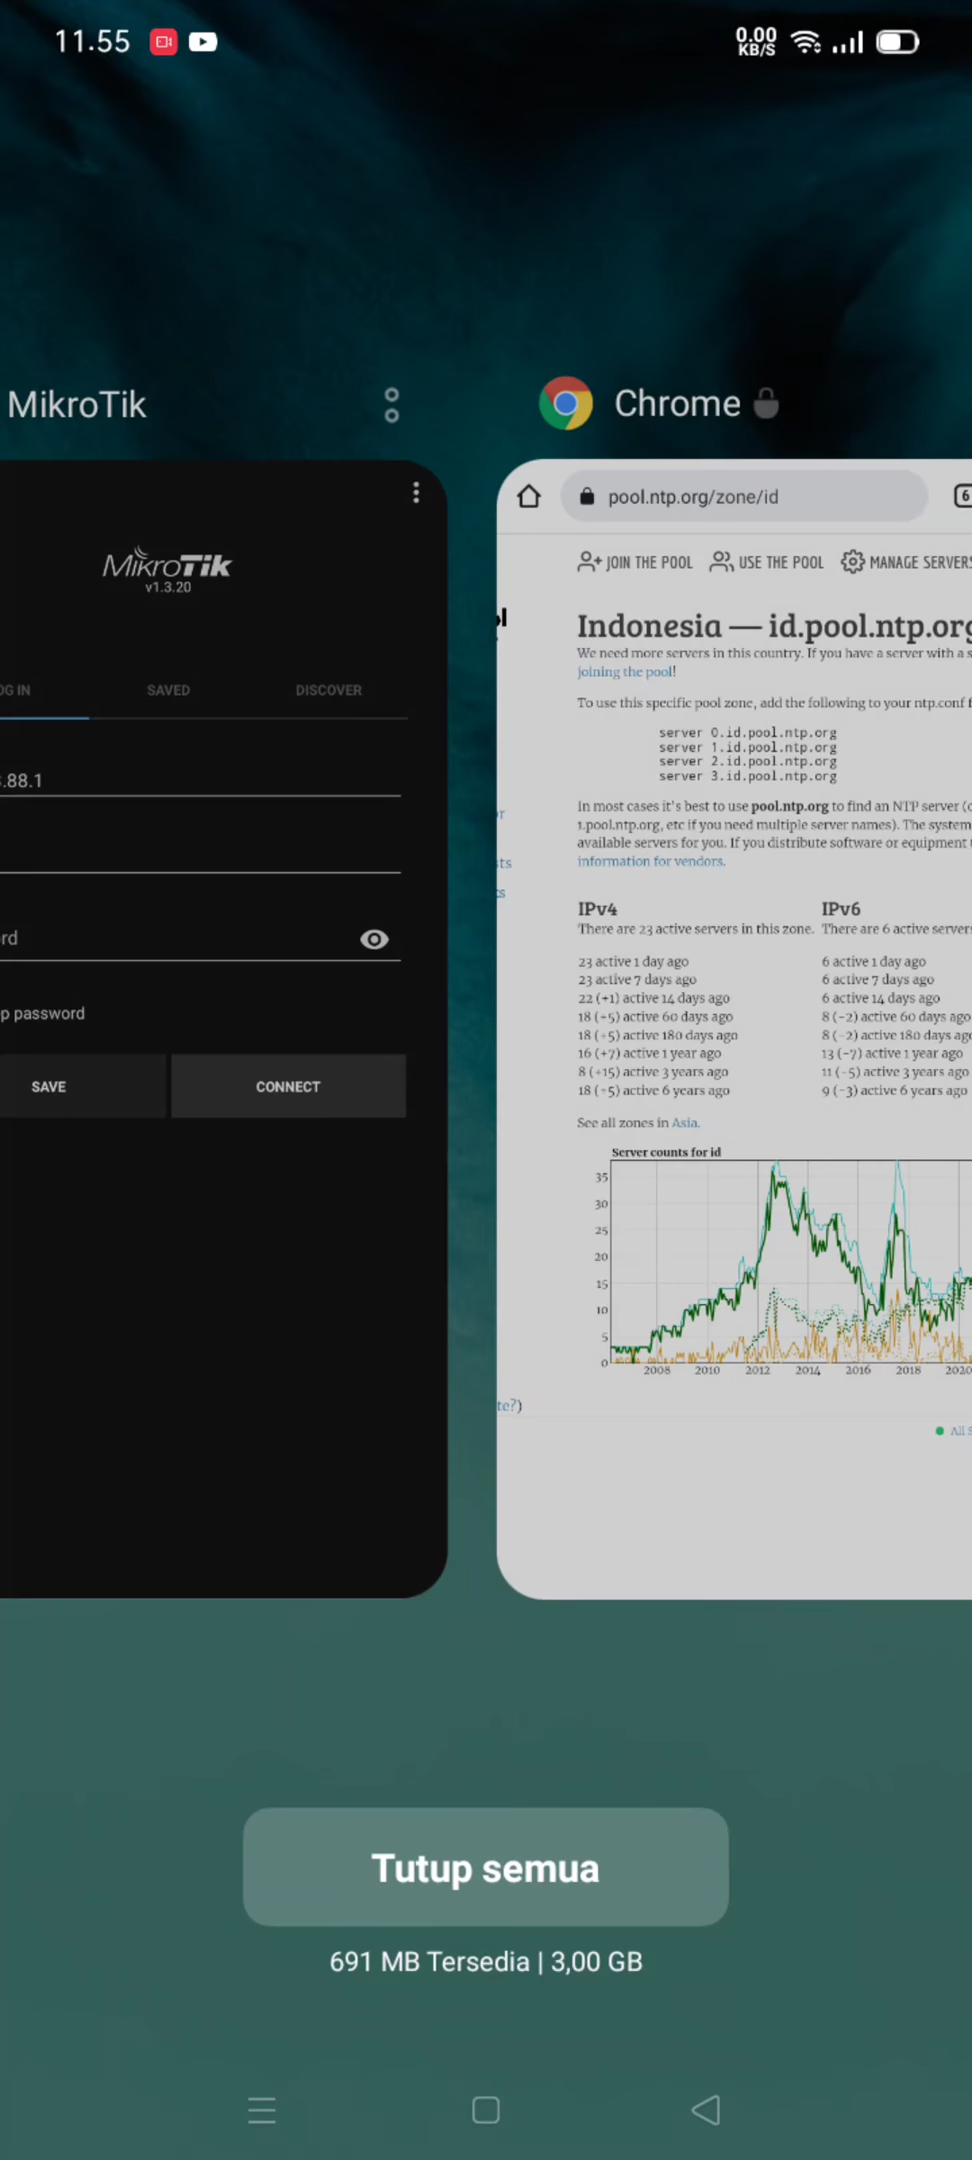 11.55
0.00
KB/S
MikroTik
Chrome
MikroTik
v1.3.20
OG IN
SAVED
DISCOVER
.88.1
rd
p password
SAVE
CONNECT
pool.ntp.org/zone/id
6
JOIN THE POOL
USE THE POOL
MANAGE SERVERS
Indonesia — id.pool.ntp.org
We need more servers in this country. If you have a server with a s
joining the pool!
To use this specific pool zone, add the following to your ntp.conf f
server 0.id.pool.ntp.org
server 1.id.pool.ntp.org
server 2.id.pool.ntp.org
server 3.id.pool.ntp.org
In most cases it's best to use pool.ntp.org to find an NTP server (o
1.pool.ntp.org, etc if you need multiple server names). The system
available servers for you. If you distribute software or equipment t
information for vendors.
IPv4
There are 23 active servers in this zone.
23 active 1 day ago
23 active 7 days ago
22 (+1) active 14 days ago
18 (+5) active 60 days ago
18 (+5) active 180 days ago
16 (+7) active 1 year ago
8 (+15) active 3 years ago
18 (+5) active 6 years ago
IPv6
There are 6 active servers
6 active 1 day ago
6 active 7 days ago
6 active 14 days ago
8 (-2) active 60 days ago
8 (-2) active 180 days ago
13 (-7) active 1 year ago
11 (-5) active 3 years ago
9 (-3) active 6 years ago
See all zones in Asia.
Server counts for id
35
30
25
20
15
10
5
0
2008 2010 2012 2014 2016 2018 2020
te?)
All S
Tutup semua
691 MB Tersedia | 3,00 GB